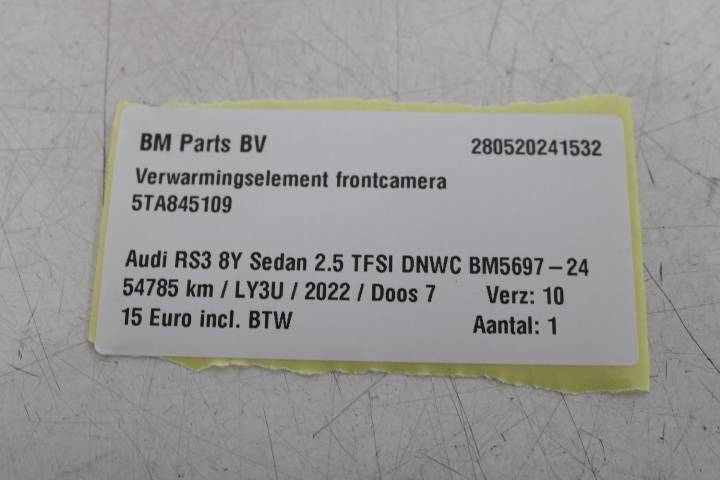 BM Parts BV 280520241532
Verwarmingselement frontcamera
5TA845109
Audi RS3 8Y Sedan 2.5 TFSI DNWC BM5697-24
54785 km / LY3U / 2022 / Doos 7 Verz: 10
15 Euro incl. BTW Aantal: 1